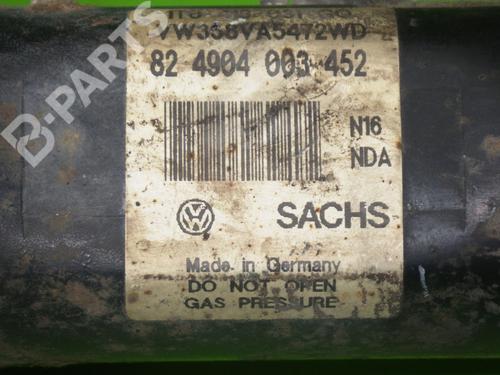 VW358VA5472WD
82 4904 003 452
N16
NDA
SACHS
Made in Germany
DO NOT OPEN
GAS PRESSURE
B-PARTS